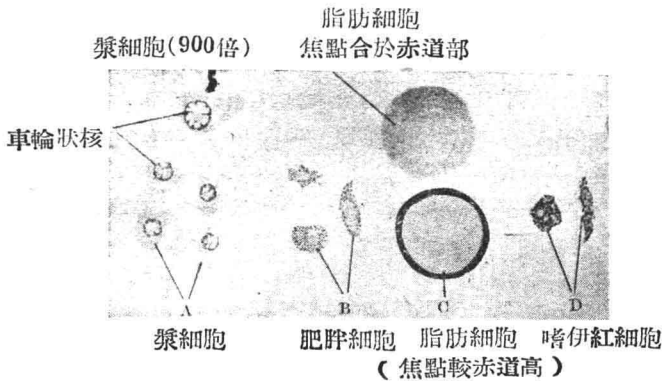 脂肪細胞
漿細胞(900倍) 焦點合於赤道部
車輪狀核
A B C D
漿細胞 肥胖細胞 脂肪細胞 嗜伊紅細胞
(焦點較赤道高)